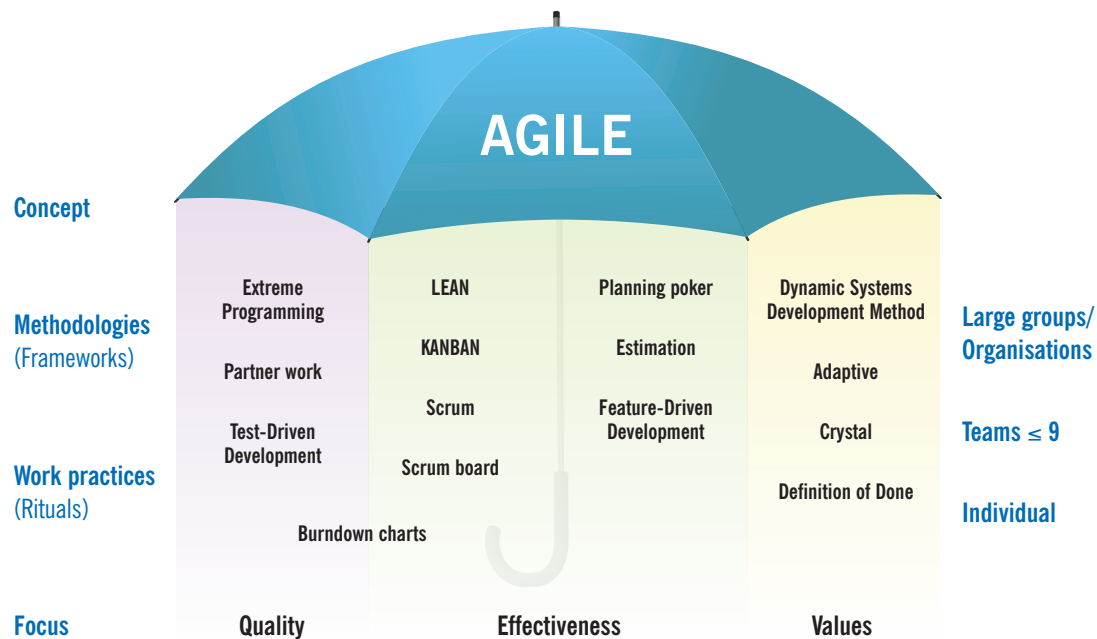 AGILE
Concept
Methodologies
(Frameworks)
Work practices
(Rituals)
Extreme
Programming
Partner work
Test-Driven
Development
LEAN
KANBAN
Scrum
Scrum board
Burndown charts
Planning poker
Estimation
Feature-Driven
Development
Dynamic Systems
Development Method
Adaptive
Crystal
Definition of Done
Large groups/
Organisations
Teams ≤ 9
Individual
Focus
Quality
Effectiveness
Values